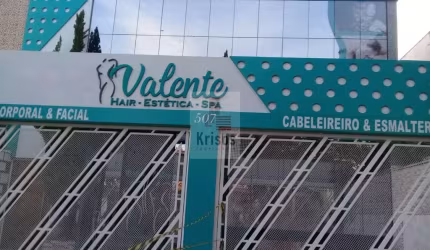 Valente
HAIR - ESTÉTICA - SPA
507
ORPORAL & FACIAL
CABELEIREIRO & ESMALTER
Krisus